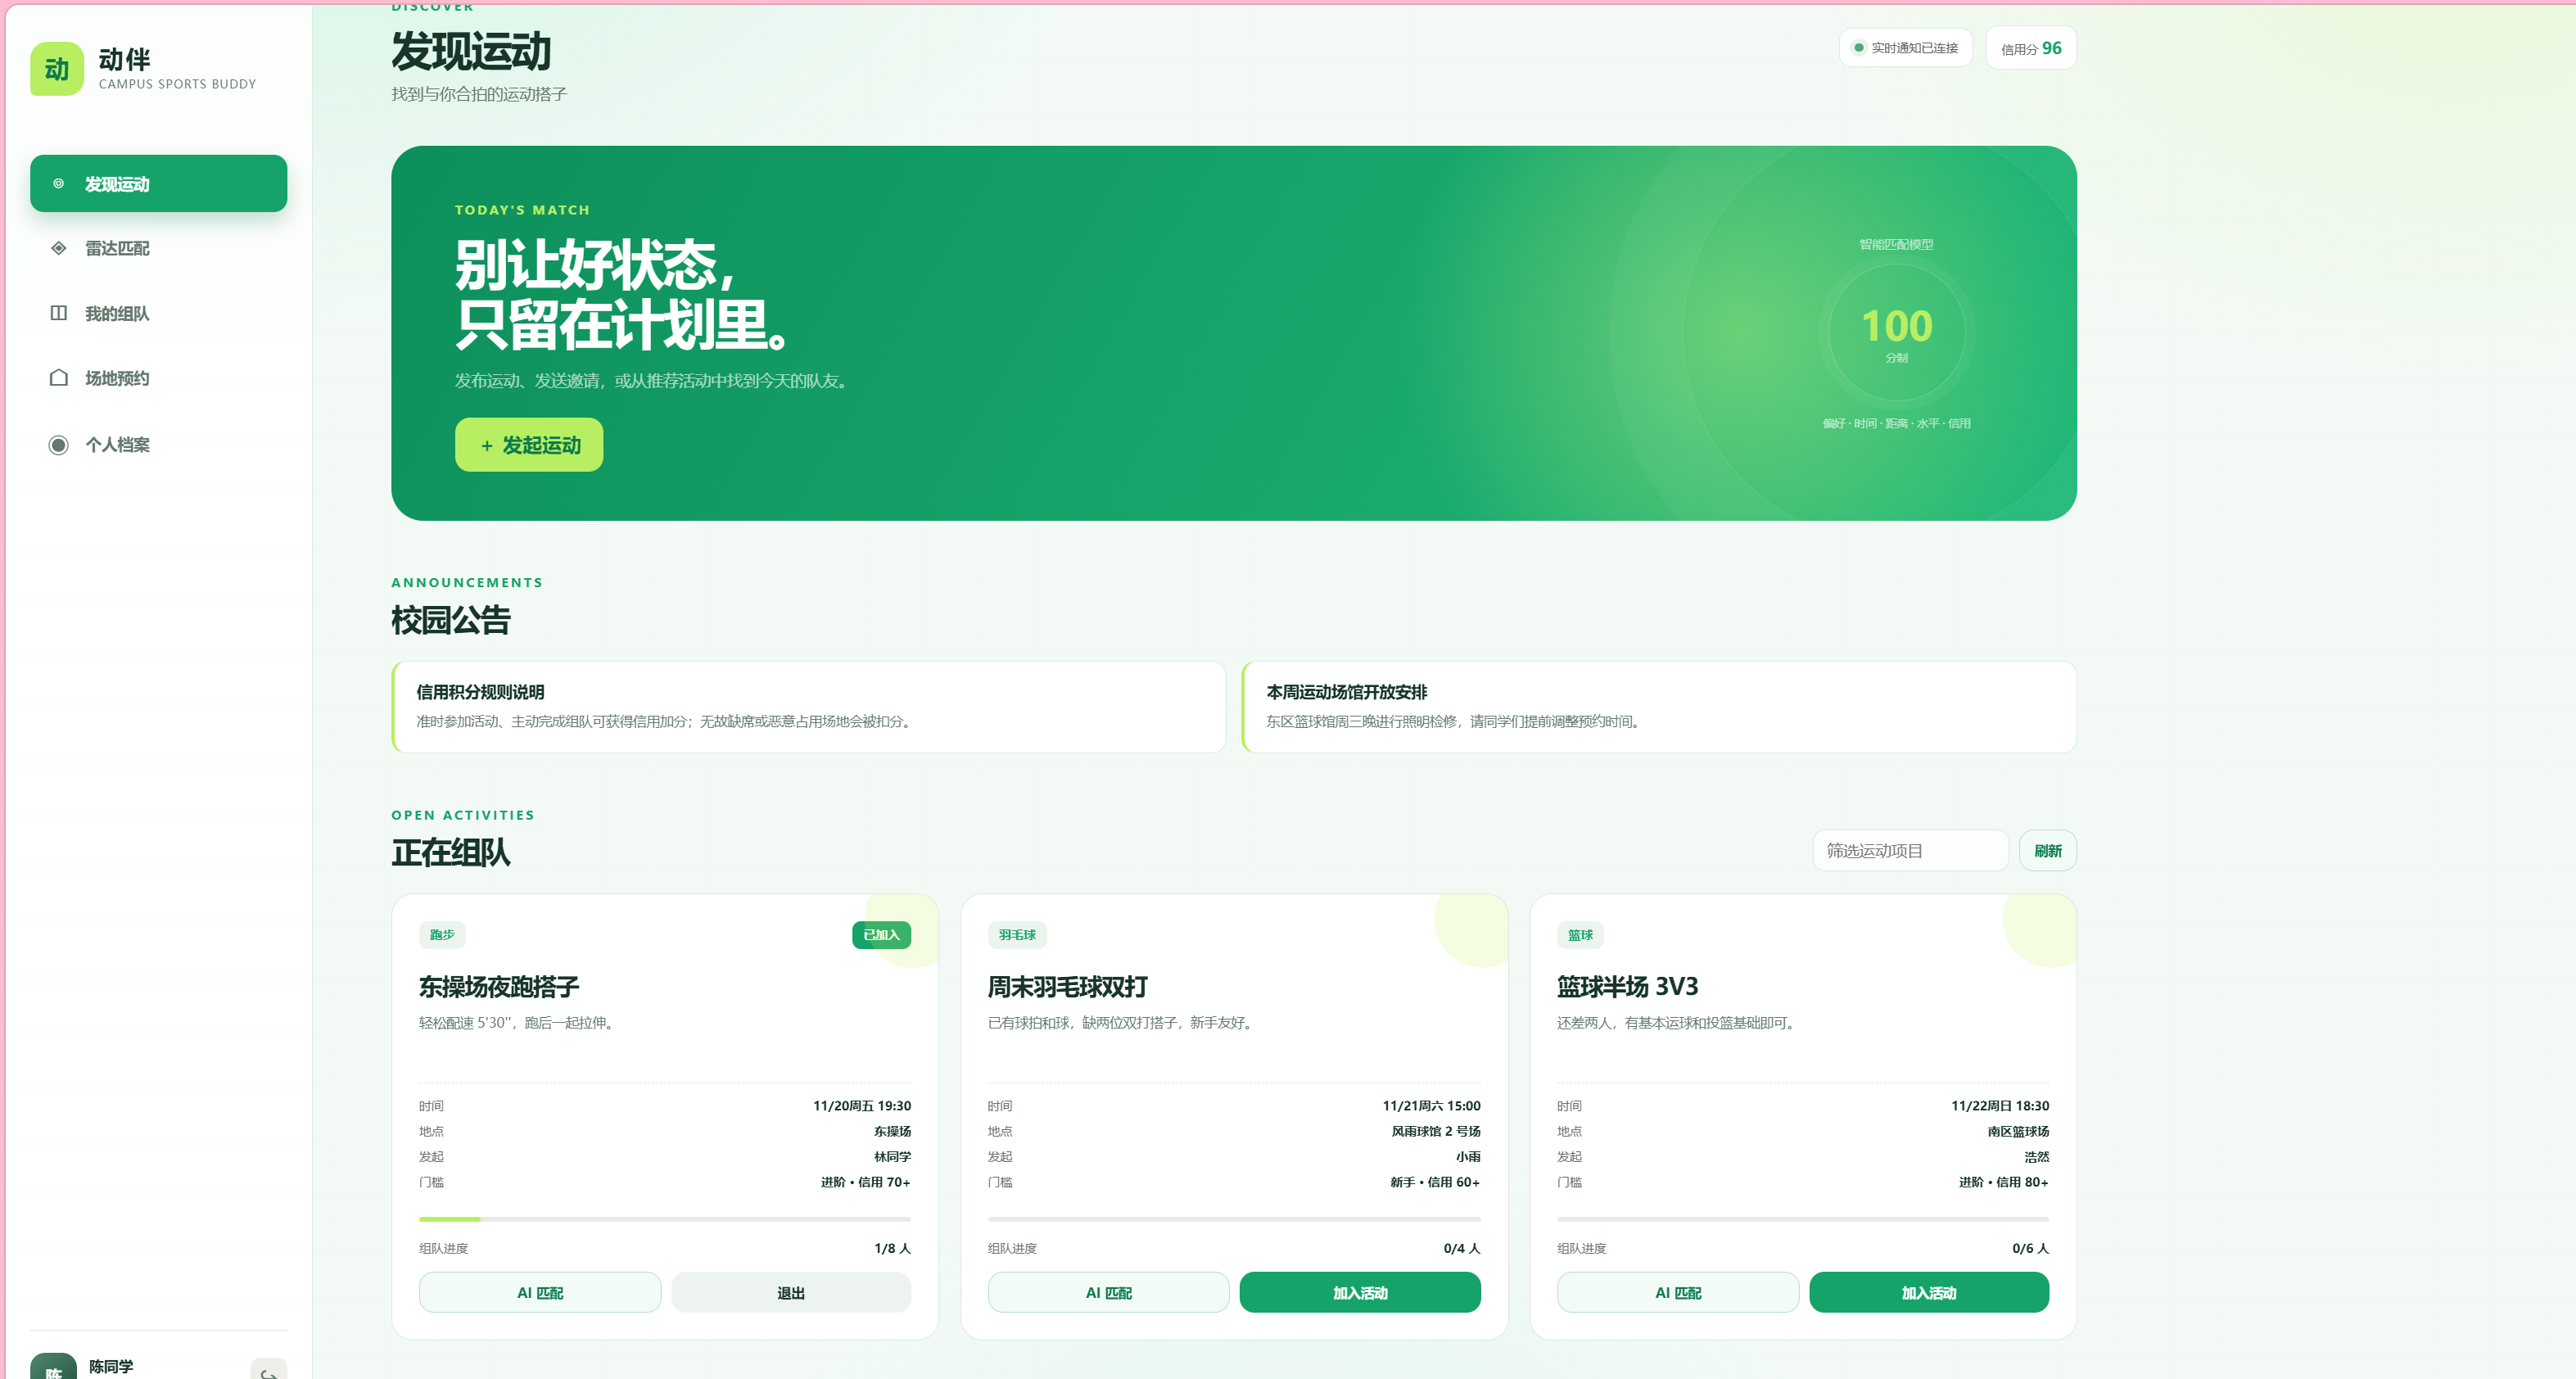 动
动伴
CAMPUS SPORTS BUDDY
发现运动
雷达匹配
我的组队
场地预约
个人档案
陈
陈同学
DISCOVER
发现运动
找到与你合拍的运动搭子
实时通知已连接
信用分 96
TODAY'S MATCH
别让好状态，
只留在计划里。
发布运动、发送邀请，或从推荐活动中找到今天的队友。
+ 发起运动
智能匹配模型
100
分制
偏好 · 时间 · 距离 · 水平 · 信用
ANNOUNCEMENTS
校园公告
信用积分规则说明
准时参加活动、主动完成组队可获得信用加分；无故缺席或恶意占用场地会被扣分。
本周运动场馆开放安排
东区篮球馆周三晚进行照明检修，请同学们提前调整预约时间。
OPEN ACTIVITIES
正在组队
筛选运动项目
刷新
跑步
已加入
东操场夜跑搭子
轻松配速 5'30''，跑后一起拉伸。
时间 11/20周五 19:30
地点 东操场
发起 林同学
门槛 进阶 • 信用 70+
组队进度 1/8 人
AI 匹配
退出
羽毛球
周末羽毛球双打
已有球拍和球，缺两位双打搭子，新手友好。
时间 11/21周六 15:00
地点 风雨球馆 2 号场
发起 小雨
门槛 新手 • 信用 60+
组队进度 0/4 人
AI 匹配
加入活动
篮球
篮球半场 3V3
还差两人，有基本运球和投篮基础即可。
时间 11/22周日 18:30
地点 南区篮球场
发起 浩然
门槛 进阶 • 信用 80+
组队进度 0/6 人
AI 匹配
加入活动